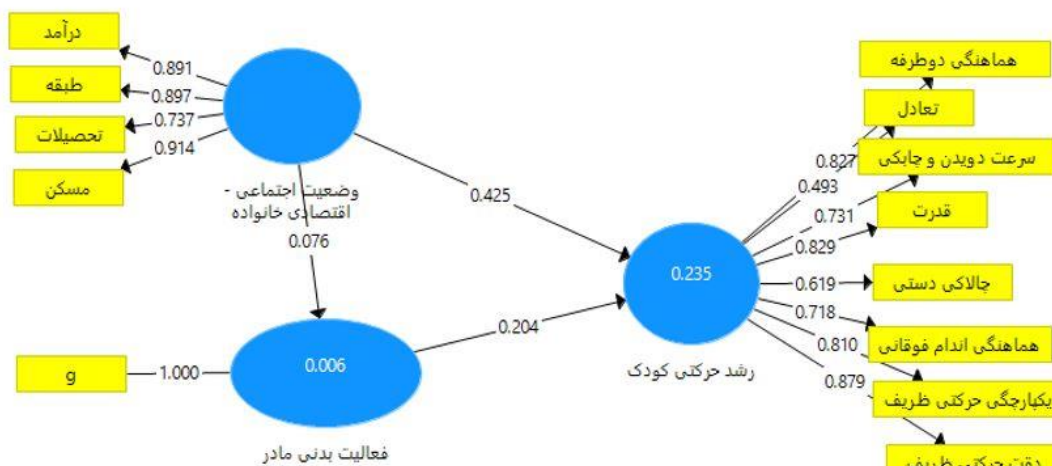 درآمد
0.891
طبقه
0.897
تحصیلات
0.737
مسکن
0.914
وضعیت اجتماعی -
اقتصادی خانواده
0.076
0.425
هماهنگی دوطرفه
0.827
تعادل
0.493
سرعت دویدن و چابکی
0.731
قدرت
0.829
چالاکی دستی
0.619
هماهنگی اندام فوقانی
0.718
یکپارچگی حرکتی ظریف
0.810
دقت حرکتی ظریف
0.879
0.235
رشد حرکتی کودک
0.204
g
1.000
0.006
فعالیت بدنی مادر